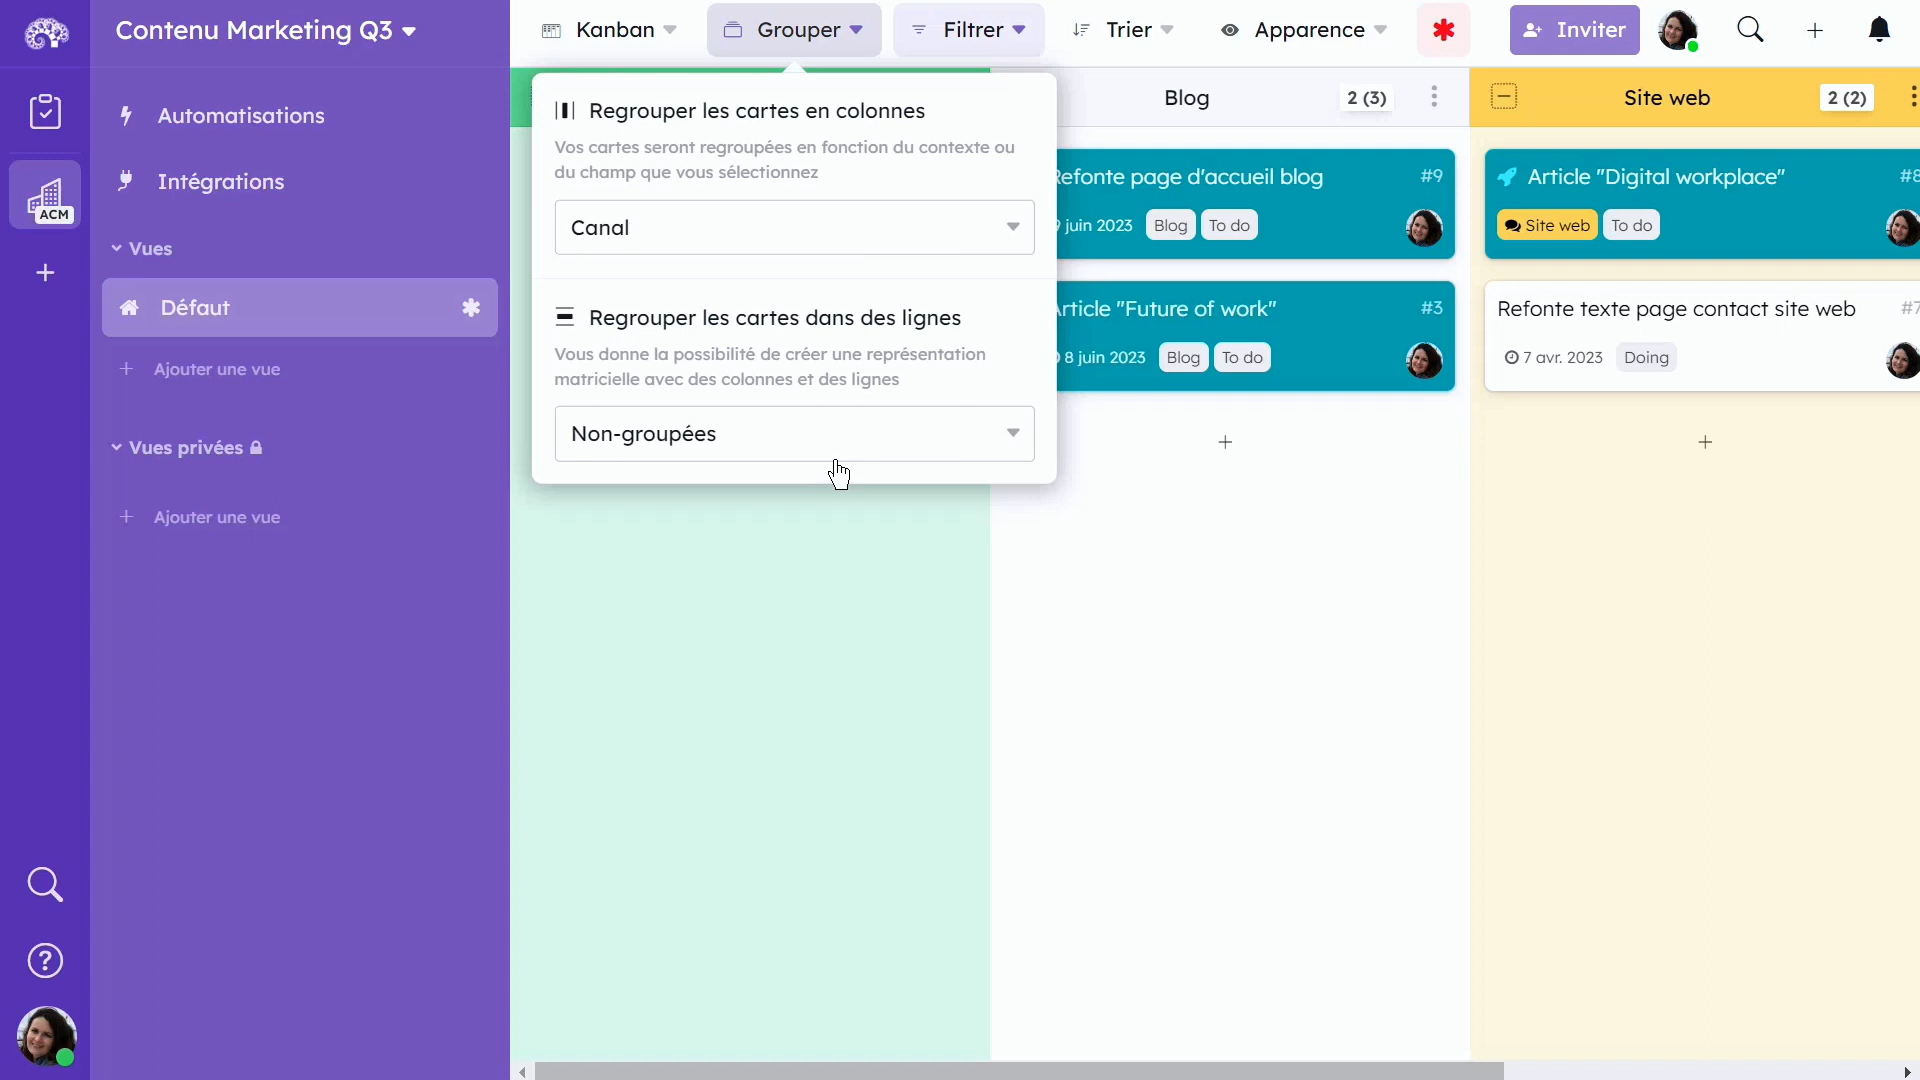 Contenu Marketing Q3
Kanban
Grouper
Filtrer
Trier
Apparence
Inviter
ACM
Automatisations
Intégrations
Vues
Défaut
Ajouter une vue
Vues privées
Ajouter une vue
Regrouper les cartes en colonnes
Vos cartes seront regroupées en fonction du contexte ou
du champ que vous sélectionnez
Canal
Regrouper les cartes dans des lignes
Vous donne la possibilité de créer une représentation
matricielle avec des colonnes et des lignes
Non-groupées
Blog
2 (3)
Refonte page d'accueil blog
#9
juin 2023
Blog
To do
Article "Future of work"
#3
8 juin 2023
Blog
To do
Site web
2 (2)
Article "Digital workplace"
#8
Site web
To do
Refonte texte page contact site web
#7
7 avr. 2023
Doing